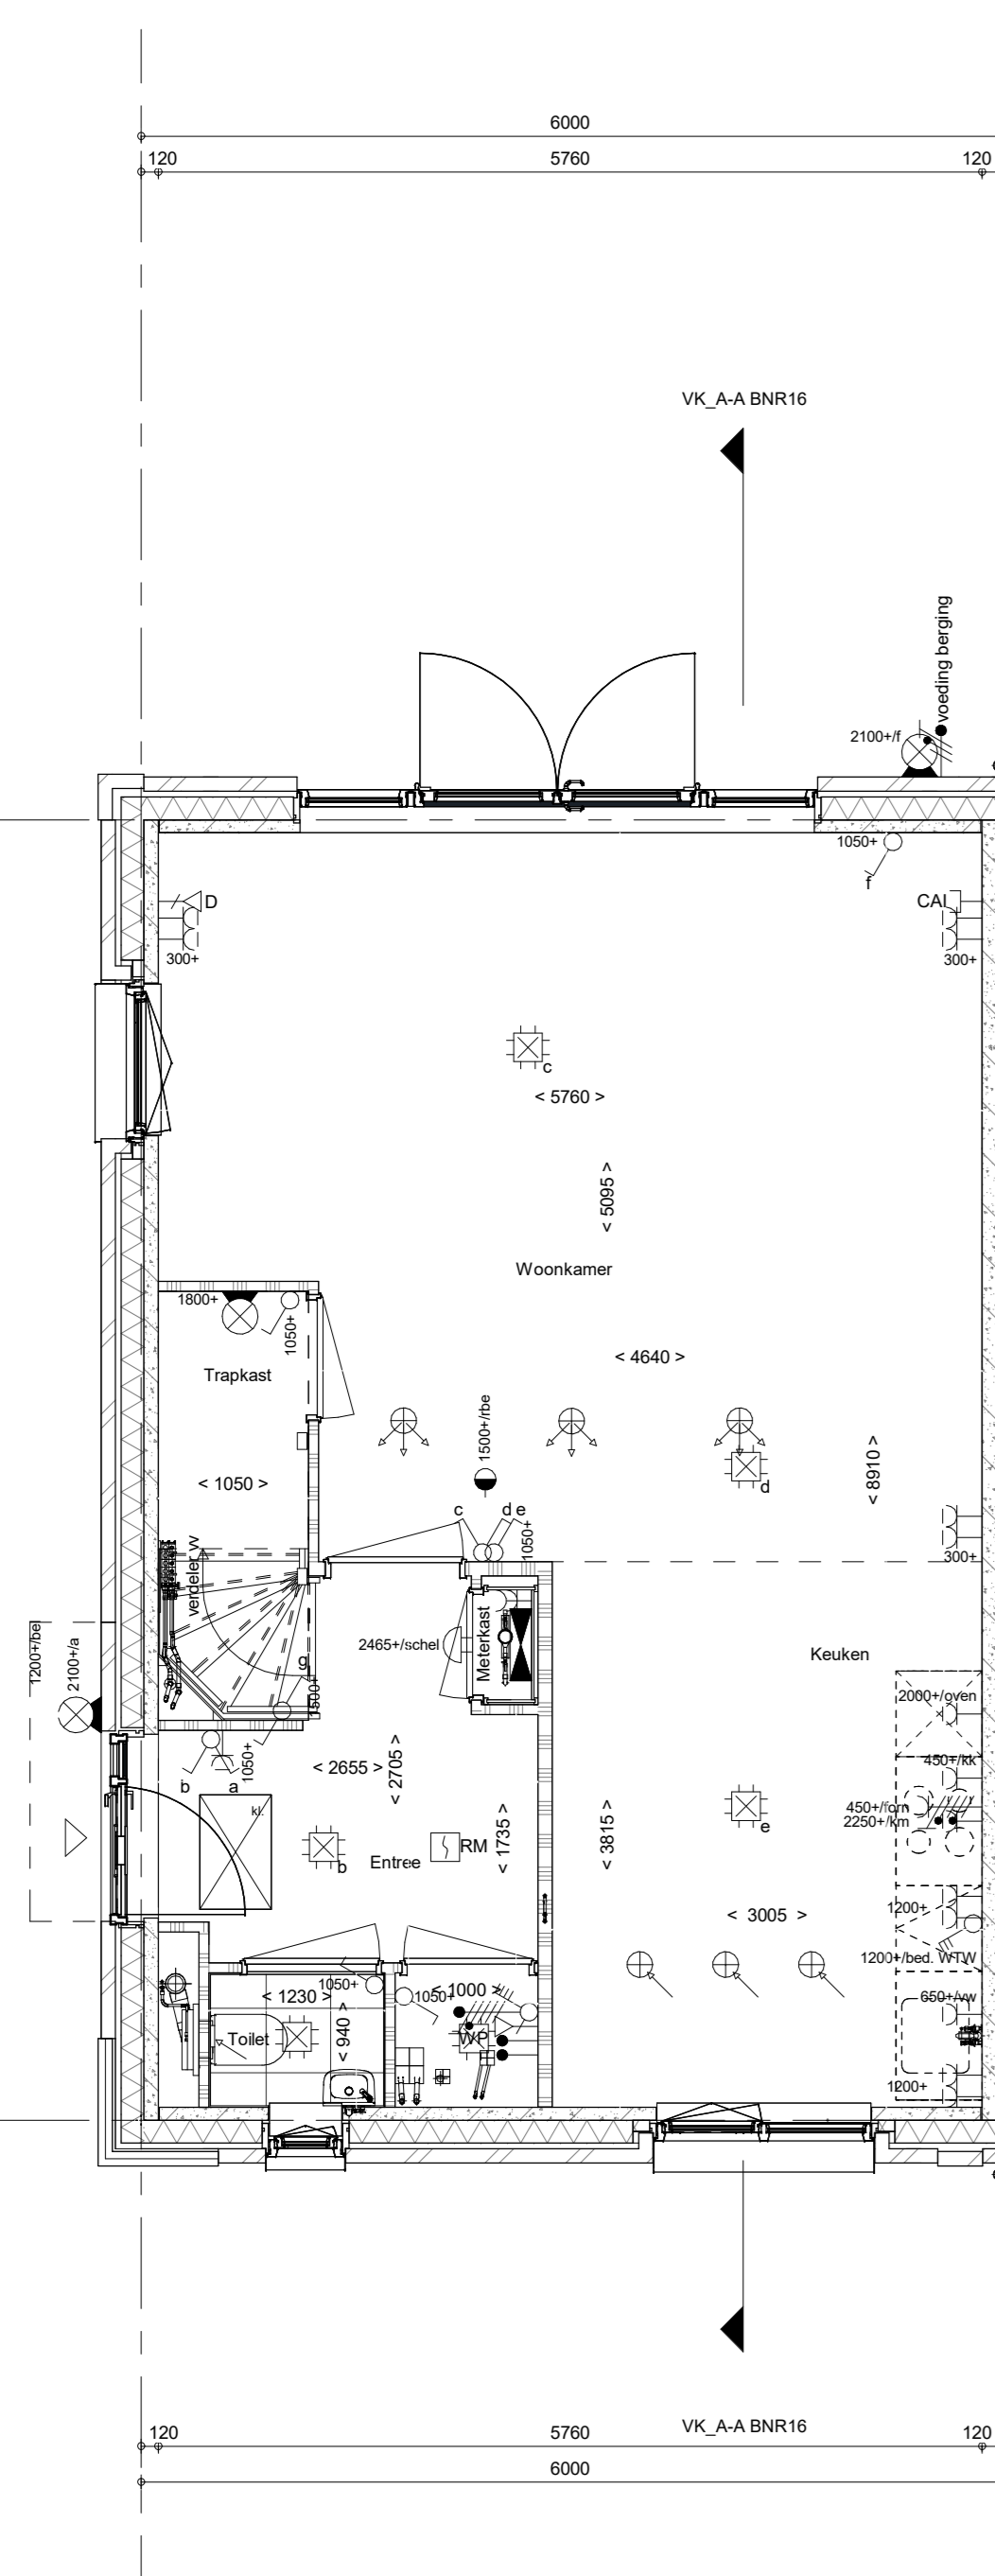 6000
120
5760
120
VK_A-A BNR16
voeding berging
2100+/f
1050+
f
D
CAI
300+
300+
c
< 5760 >
< 5095 >
Woonkamer
1800+
1050+
< 4640 >
Trapkast
1500+/rbe
< 8910 >
d
< 1050 >
c
d e
1050+
300+
verdeler vv
1200+/bel
2100+/a
2465+/schel
Meterkast
Keuken
g
1500+
2000+/oven
1050+
b
a
< 2655 >
< 2705 >
450+/kk
kl.
450+/forn
2250+/km
e
b
Entree
RM
< 1735 >
< 3815 >
1200+
< 3005 >
1200+/bed. WTW
1050+
< 1230 >
1050+
< 1000 >
650+/vw
Toilet
< 940 >
WP
1200+
VK_A-A BNR16
120
5760
120
6000